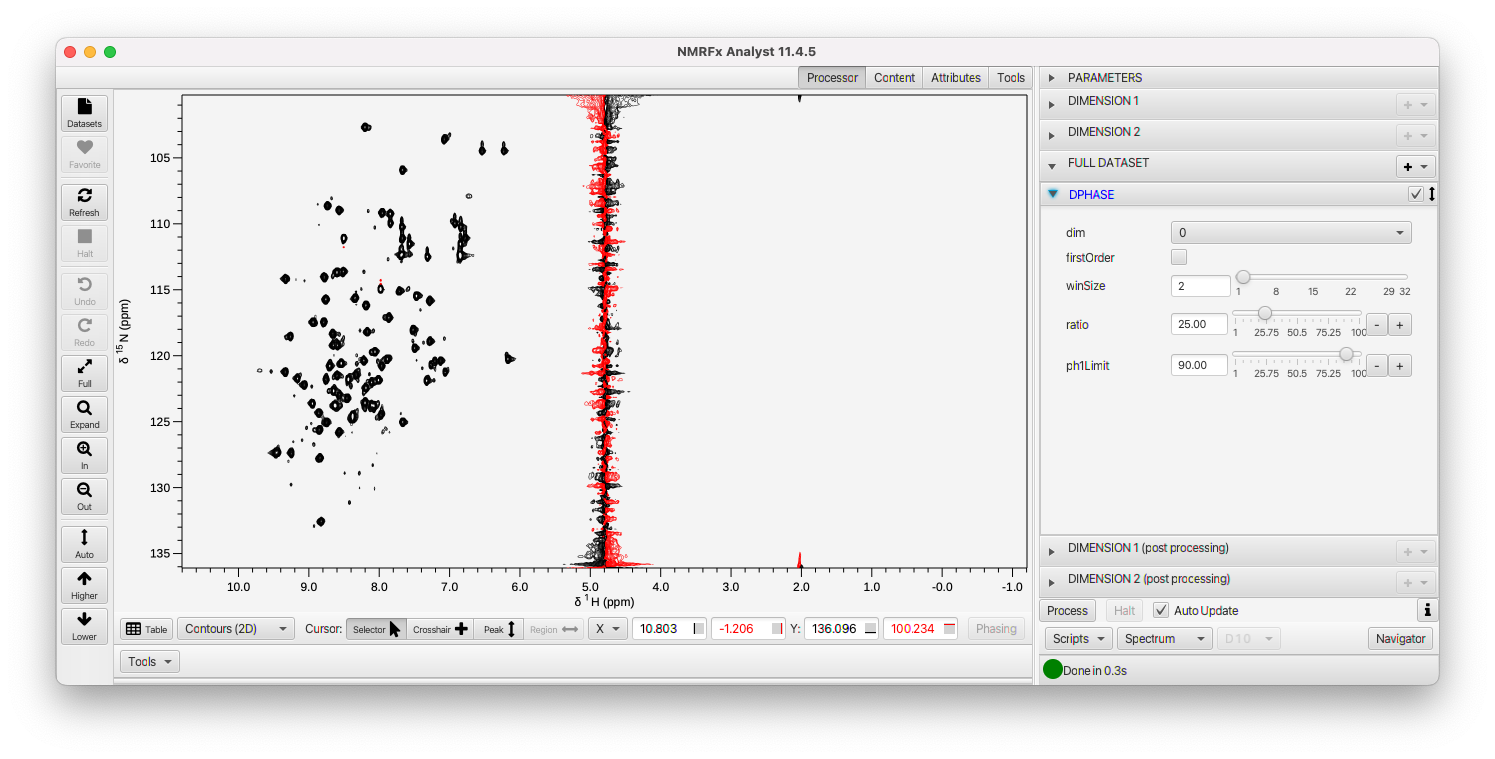 NMRFx Analyst 11.4.5
Processor Content Attributes Tools
Datasets
Favorite
Refresh
Halt
Undo
Redo
Full
Expand
In
Out
Auto
Higher
Lower
105
110
115
120
125
130
135
δ 15N (ppm)
10.0 9.0 8.0 7.0 6.0 5.0 4.0 3.0 2.0 1.0 -0.0 -1.0
δ 1H (ppm)
Table Contours (2D) Cursor: Selector Crosshair Peak Region X 10.803 -1.206 Y: 136.096 100.234 Phasing
Tools
PARAMETERS
DIMENSION 1
DIMENSION 2
FULL DATASET
DPHASE
dim 0
firstOrder
winSize 2
1 8 15 22 29 32
ratio 25.00 - +
1 25.75 50.5 75.25 100
ph1Limit 90.00 - +
1 25.75 50.5 75.25 100
DIMENSION 1 (post processing)
DIMENSION 2 (post processing)
Process Halt Auto Update
Scripts Spectrum D10 Navigator
Done in 0.3s